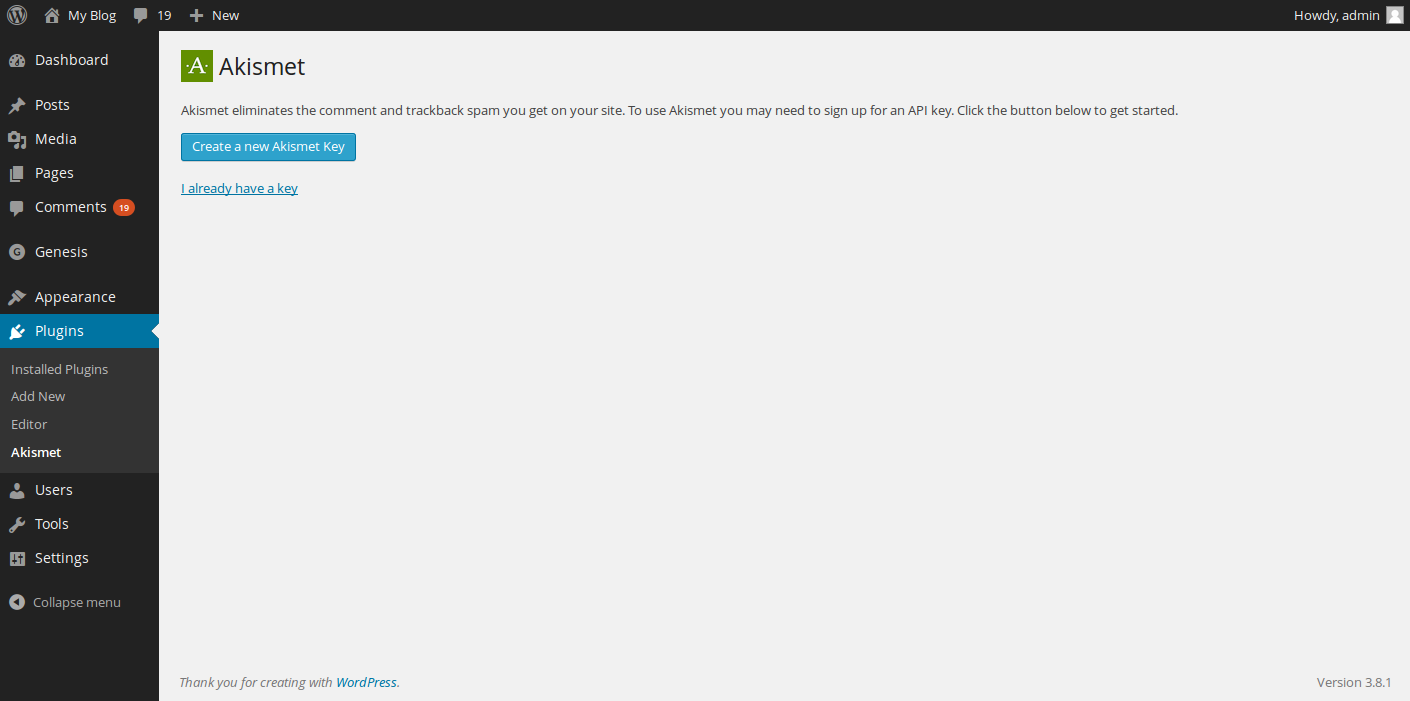 My Blog 19 New Howdy, admin
Dashboard
Posts
Media
Pages
Comments 19
Genesis
Appearance
Plugins
Installed Plugins
Add New
Editor
Akismet
Users
Tools
Settings
Collapse menu
A Akismet
Akismet eliminates the comment and trackback spam you get on your site. To use Akismet you may need to sign up for an API key. Click the button below to get started.
Create a new Akismet Key
I already have a key
Thank you for creating with WordPress. Version 3.8.1